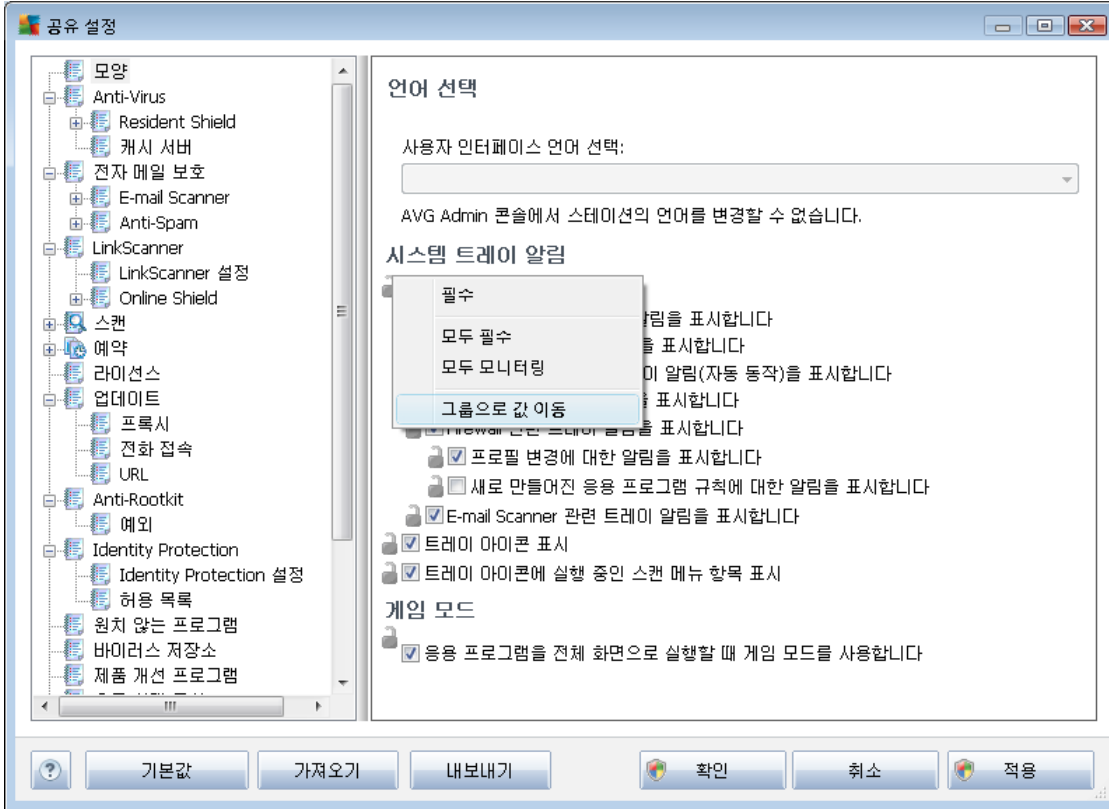 공유 설정
모양
Anti-Virus
Resident Shield
캐시 서버
전자 메일 보호
E-mail Scanner
Anti-Spam
LinkScanner
LinkScanner 설정
Online Shield
스캔
예약
라이선스
업데이트
프록시
전화 접속
URL
Anti-Rootkit
예외
Identity Protection
Identity Protection 설정
허용 목록
원치 않는 프로그램
바이러스 저장소
제품 개선 프로그램
언어 선택
사용자 인터페이스 언어 선택:
AVG Admin 콘솔에서 스테이션의 언어를 변경할 수 없습니다.
시스템 트레이 알림
필수
모두 필수
모두 모니터링
그룹으로 값 이동
알림을 표시합니다
표시합니다
알림(자동 동작)을 표시합니다
표시합니다
Firewall 관련 트레이 알림을 표시합니다
프로필 변경에 대한 알림을 표시합니다
새로 만들어진 응용 프로그램 규칙에 대한 알림을 표시합니다
E-mail Scanner 관련 트레이 알림을 표시합니다
트레이 아이콘 표시
트레이 아이콘에 실행 중인 스캔 메뉴 항목 표시
게임 모드
응용 프로그램을 전체 화면으로 실행할 때 게임 모드를 사용합니다
기본값 가져오기 내보내기 확인 취소 적용